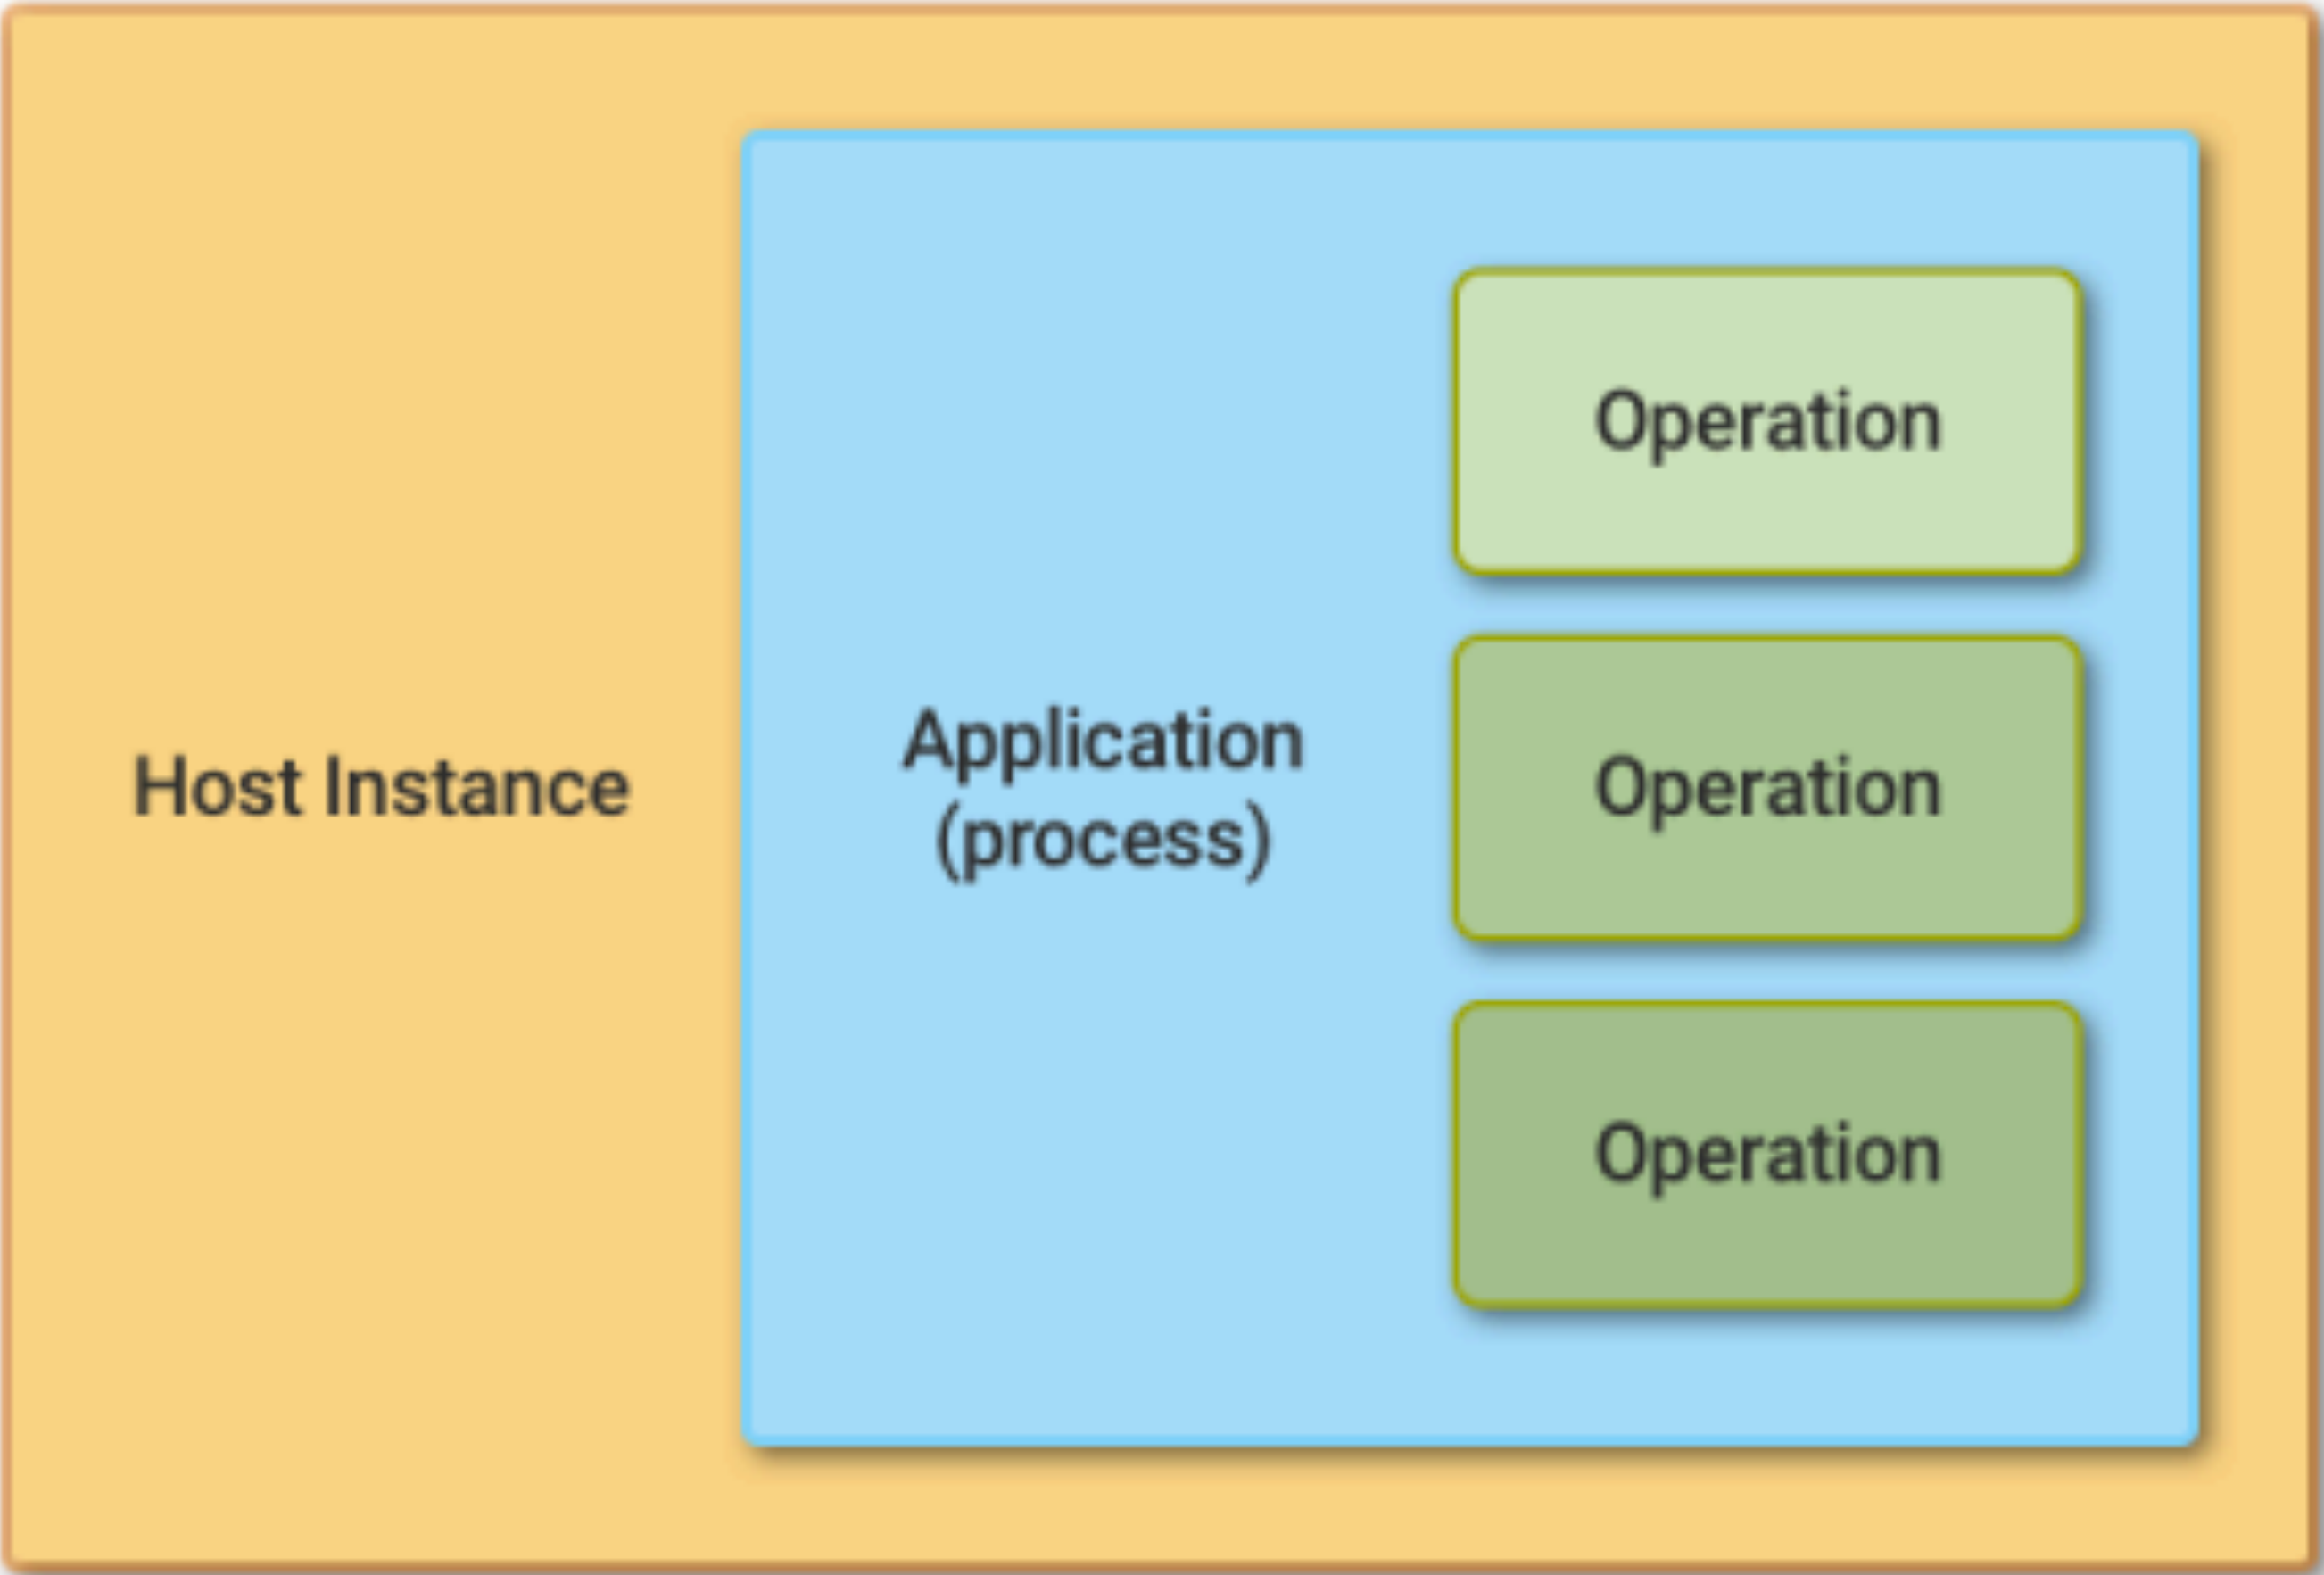 Host Instance
Application
(process)
Operation
Operation
Operation